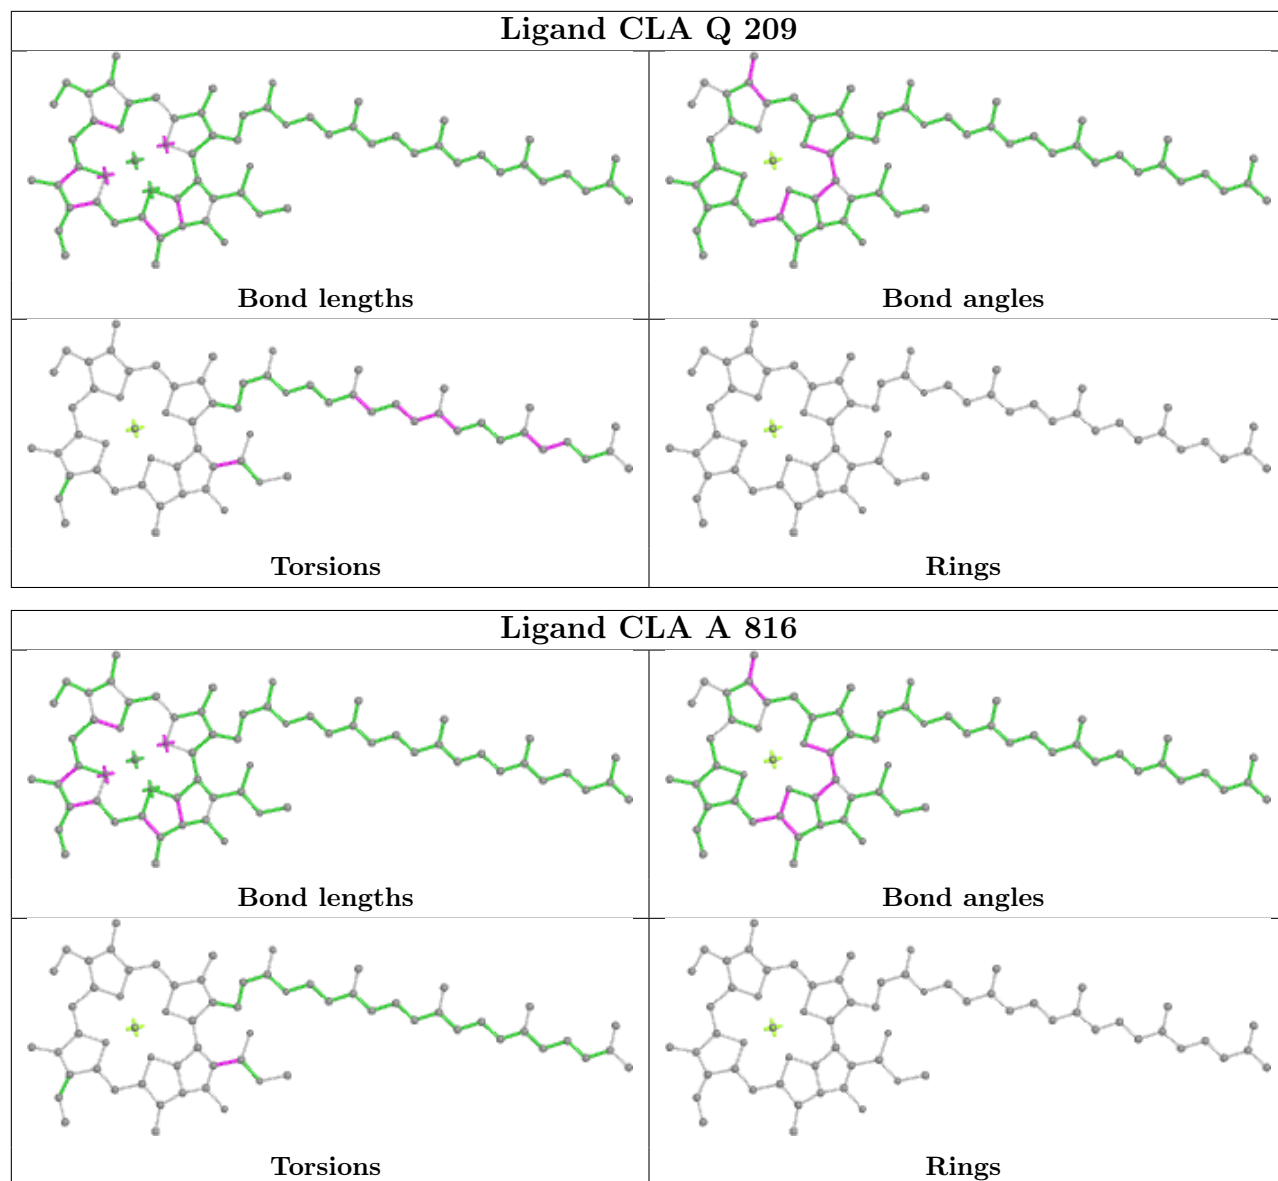 Ligand CLA Q 209
Bond lengths
Bond angles
Torsions
Rings
Ligand CLA A 816
Bond lengths
Bond angles
Torsions
Rings